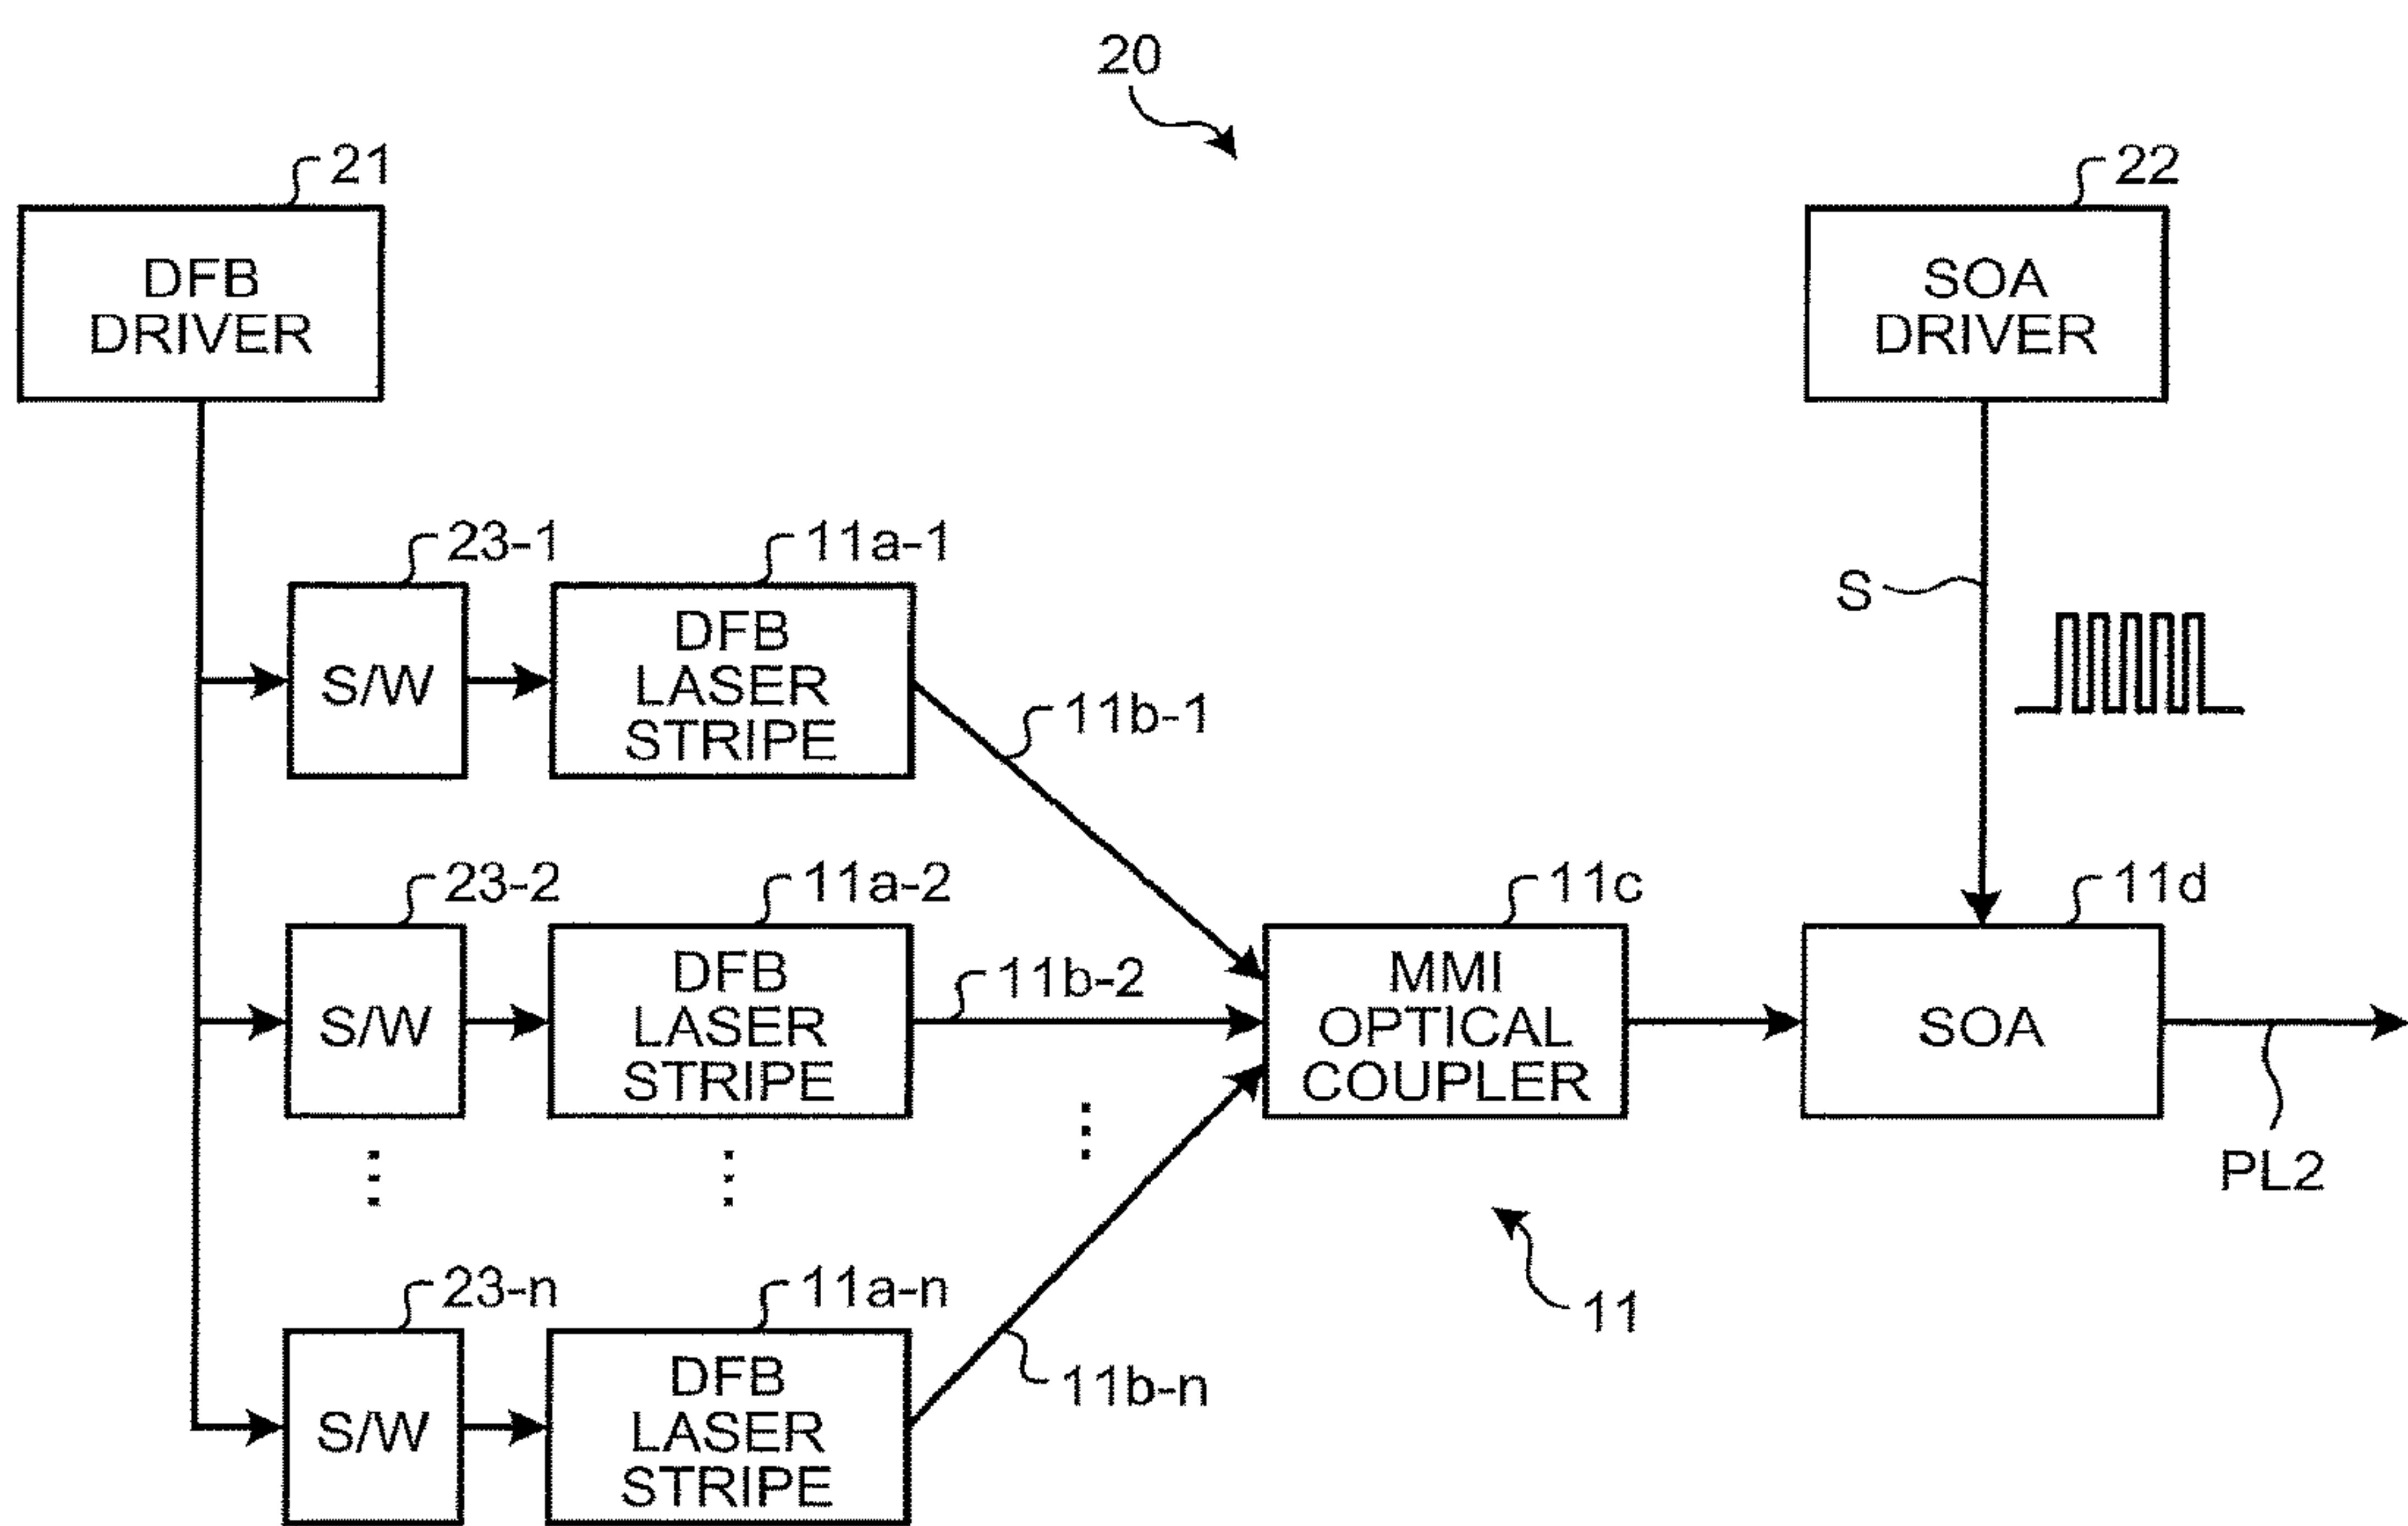 20
21
22
DFB
DRIVER
SOA
DRIVER
23-1
11a-1
S
S/W
DFB
LASER
STRIPE
11b-1
23-2
11a-2
11c
11d
S/W
DFB
LASER
STRIPE
11b-2
MMI
OPTICAL
COUPLER
SOA
PL2
23-n
11a-n
11
S/W
DFB
LASER
STRIPE
11b-n